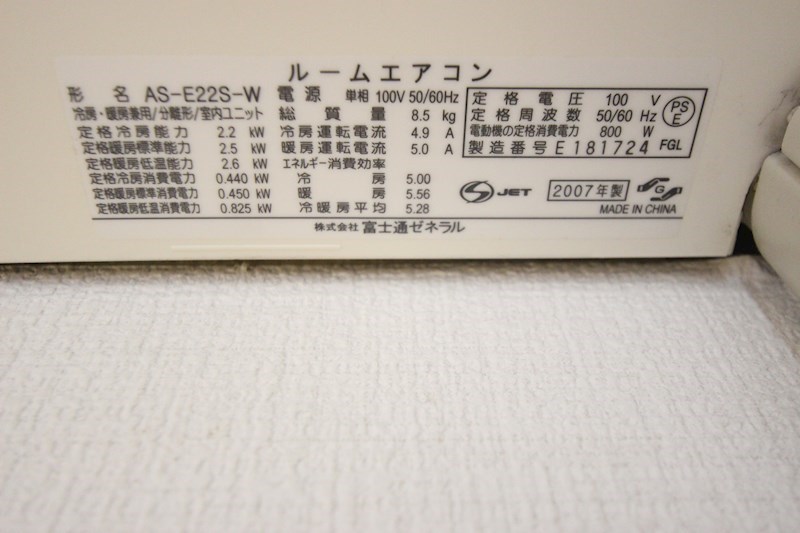 ルームエアコン
形名 AS-E22S-W 電源 単相 100V 50/60Hz
冷房・暖房兼用/分離形/室内ユニット 総質量 8.5 kg
定格冷房能力 2.2 kW 冷房運転電流 4.9 A
定格暖房標準能力 2.5 kW 暖房運転電流 5.0 A
定格暖房低温能力 2.6 kW エネルギー消費効率
定格冷房消費電力 0.440 kW 冷房 5.00
定格暖房標準消費電力 0.450 kW 暖房 5.56
定格暖房低温消費電力 0.825 kW 冷暖房平均 5.28
定格電圧 100 V
定格周波数 50/60 Hz
電動機の定格消費電力 800 W
製造番号 E181724 FGL
PS
E
JET 2007年製 G
MADE IN CHINA
株式会社 富士通ゼネラル